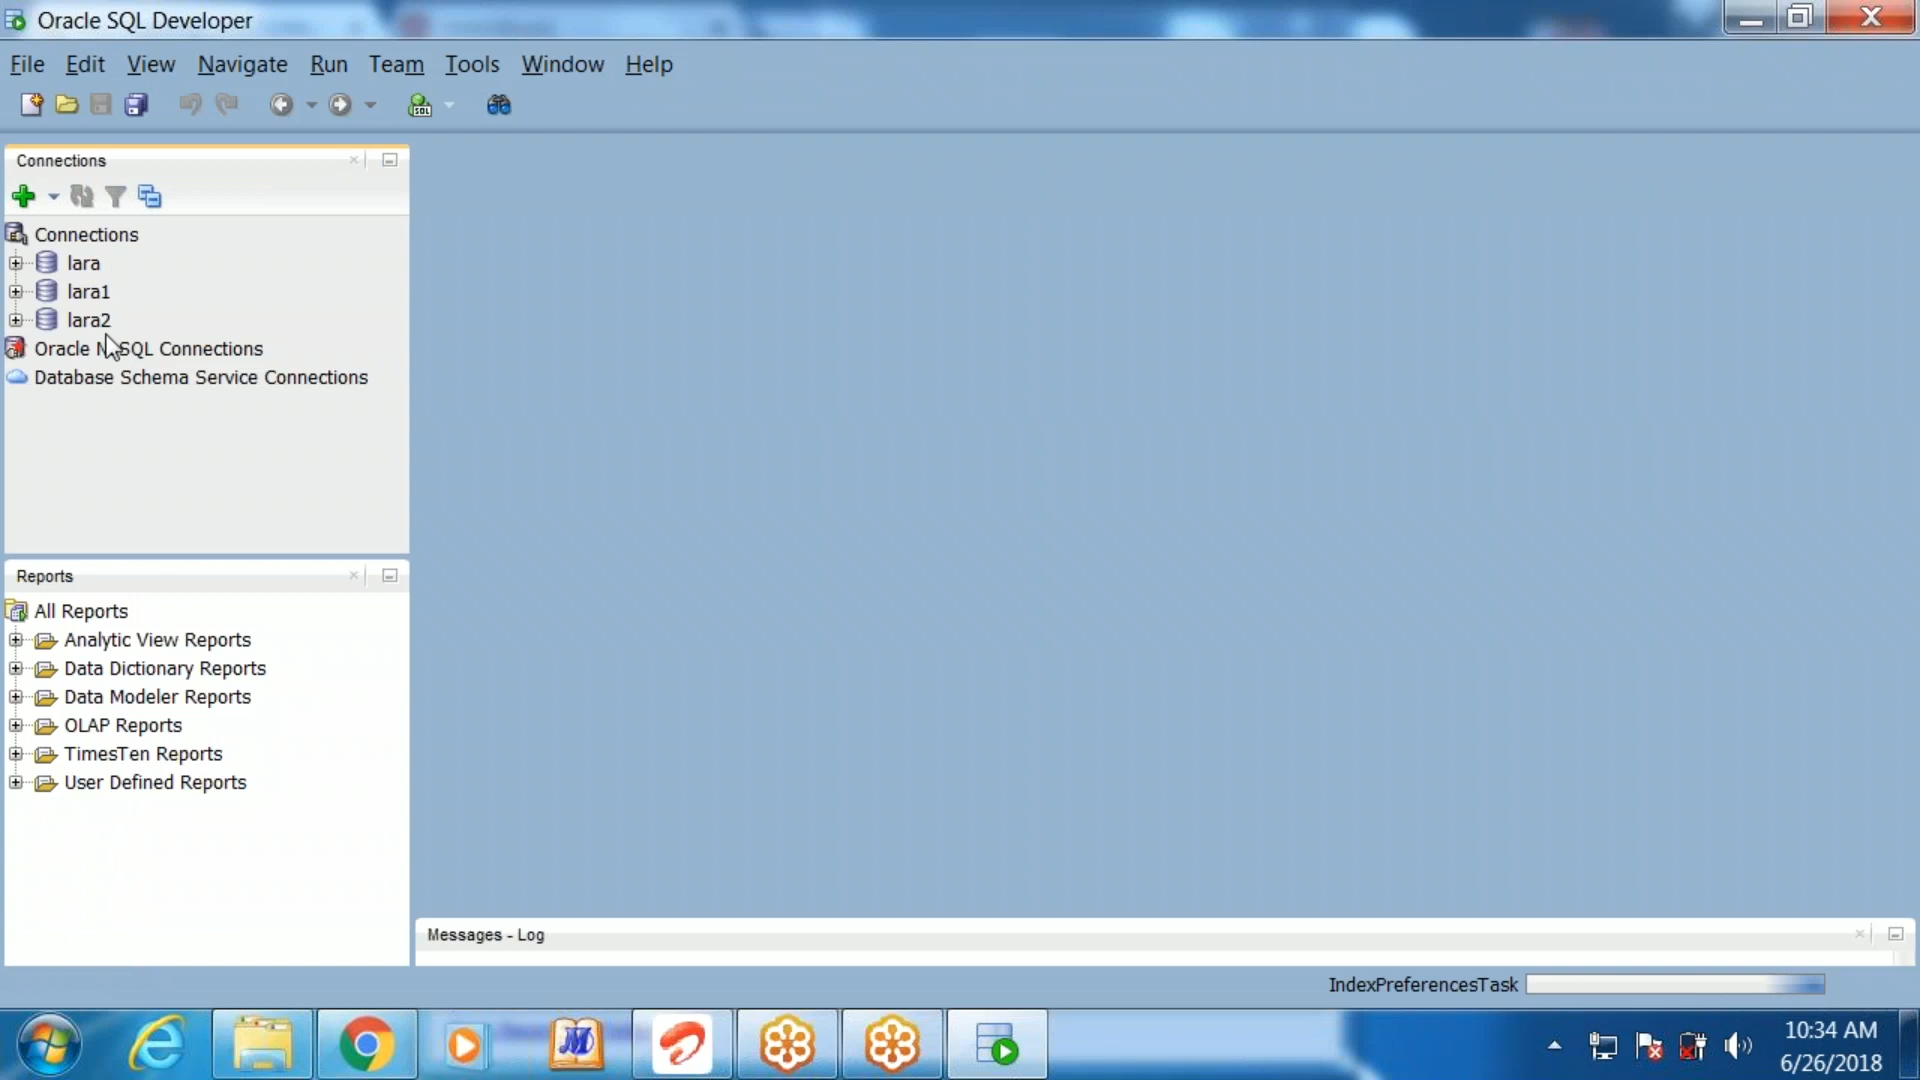 Oracle SQL Developer
File Edit View Navigate Run Team Tools Window Help
SQL
Connections
Connections
lara
lara1
lara2
Oracle NoSQL Connections
Database Schema Service Connections
Reports
All Reports
Analytic View Reports
Data Dictionary Reports
Data Modeler Reports
OLAP Reports
TimesTen Reports
User Defined Reports
Messages - Log
IndexPreferencesTask
10:34 AM
6/26/2018